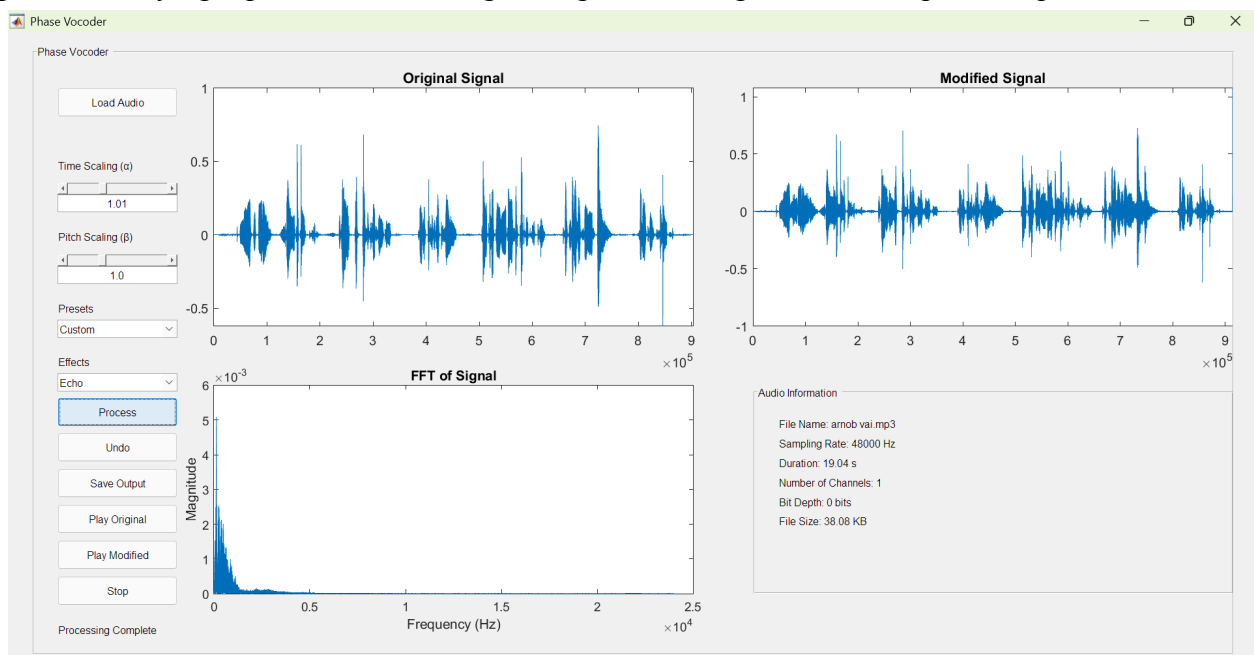 Phase Vocoder
Phase Vocoder
Load Audio
Time Scaling (α)
1.01
Pitch Scaling (β)
1.0
Presets
Custom
Effects
Echo
Process
Undo
Save Output
Play Original
Play Modified
Stop
Processing Complete
Original Signal
1
0.5
0
-0.5
0 1 2 3 4 5 6 7 8 9
×10^5
Modified Signal
1
0.5
0
-0.5
-1
0 1 2 3 4 5 6 7 8 9
×10^5
FFT of Signal
×10^-3
6
5
4
3
2
1
0
Magnitude
0 0.5 1 1.5 2 2.5
Frequency (Hz)
×10^4
Audio Information
File Name: arnob vai.mp3
Sampling Rate: 48000 Hz
Duration: 19.04 s
Number of Channels: 1
Bit Depth: 0 bits
File Size: 38.08 KB